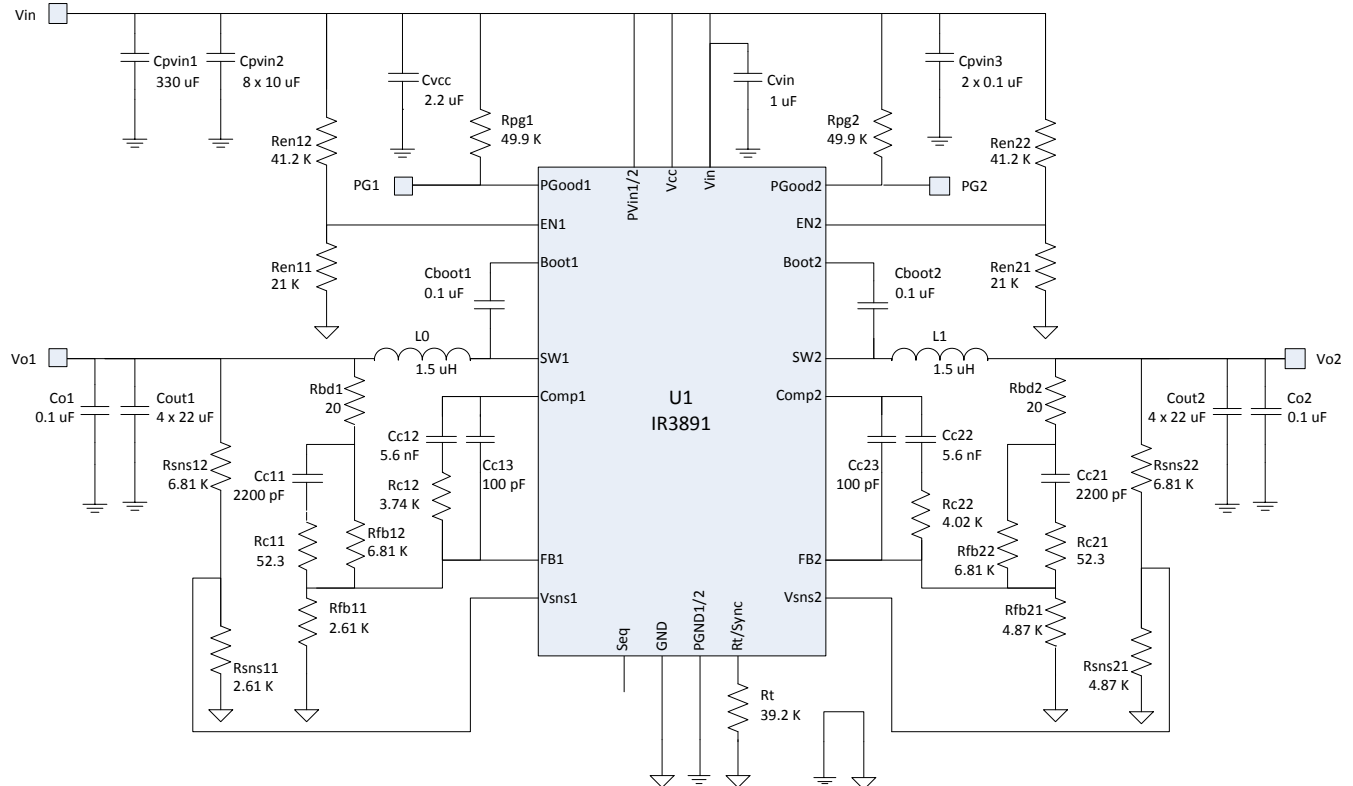 Vin
Cpvin1
330 uF
Cpvin2
8 x 10 uF
Cvcc
2.2 uF
Cvin
1 uF
Cpvin3
2 x 0.1 uF
Ren12
41.2 K
Rpg1
49.9 K
Rpg2
49.9 K
Ren22
41.2 K
PG1
PGood1
PVin1/2
Vcc
Vin
PGood2
PG2
EN1
EN2
Ren11
21 K
Boot1
Boot2
Ren21
21 K
Cboot1
0.1 uF
Cboot2
0.1 uF
Vo1
L0
1.5 uH
SW1
SW2
L1
1.5 uH
Vo2
U1
IR3891
Co1
0.1 uF
Cout1
4 x 22 uF
Rbd1
20
Comp1
Comp2
Rbd2
20
Cout2
4 x 22 uF
Co2
0.1 uF
Rsns12
6.81 K
Cc11
2200 pF
Cc12
5.6 nF
Cc13
100 pF
Rc12
3.74 K
Cc23
100 pF
Cc22
5.6 nF
Rc22
4.02 K
Cc21
2200 pF
Rsns22
6.81 K
Rc11
52.3
Rfb12
6.81 K
FB1
FB2
Rfb22
6.81 K
Rc21
52.3
Vsns1
Vsns2
Rfb11
2.61 K
Rfb21
4.87 K
Rsns11
2.61 K
Rsns21
4.87 K
Seq
GND
PGND1/2
Rt/Sync
Rt
39.2 K